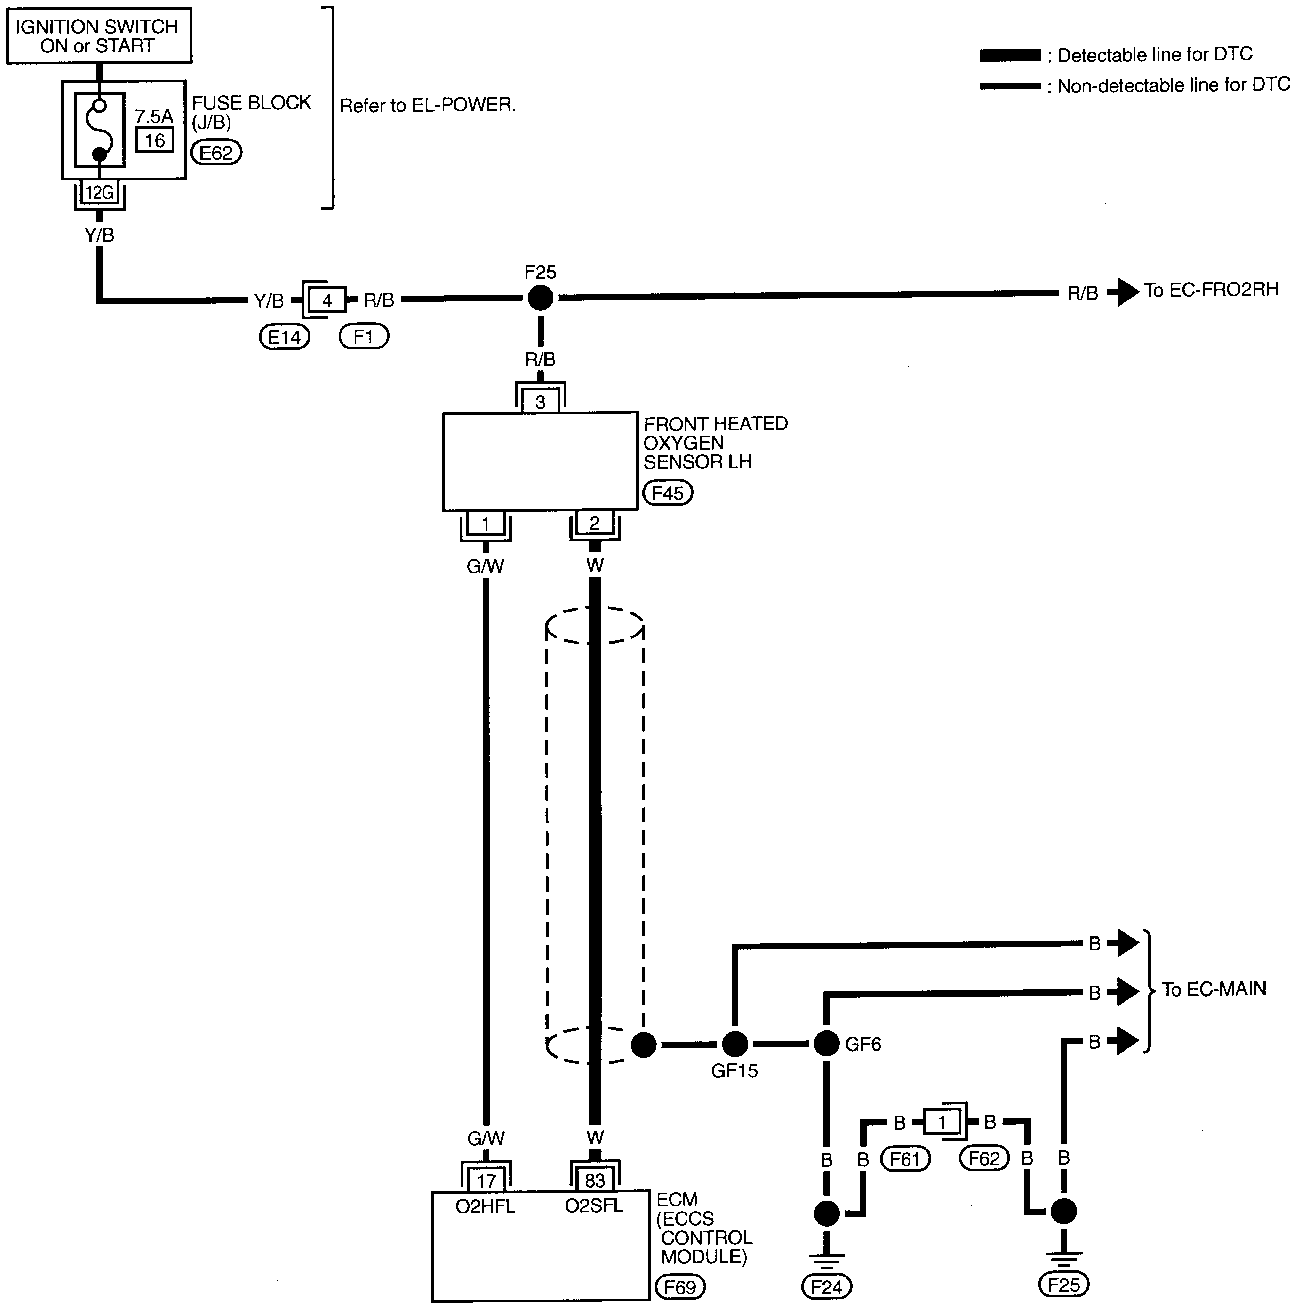 IGNITION SWITCH
ON or START
: Detectable line for DTC
: Non-detectable line for DTC
7.5A
16
FUSE BLOCK
(J/B)
E62
Refer to EL-POWER.
12G
Y/B
F25
Y/B
4
R/B
R/B
To EC-FRO2RH
E14
F1
R/B
3
FRONT HEATED
OXYGEN
SENSOR LH
F45
1
2
G/W
W
B
B
To EC-MAIN
B
GF15
GF6
B
1
B
F61
F62
G/W
W
B
B
B
B
17
83
O2HFL
O2SFL
ECM
(ECCS
CONTROL
MODULE)
F69
F24
F25